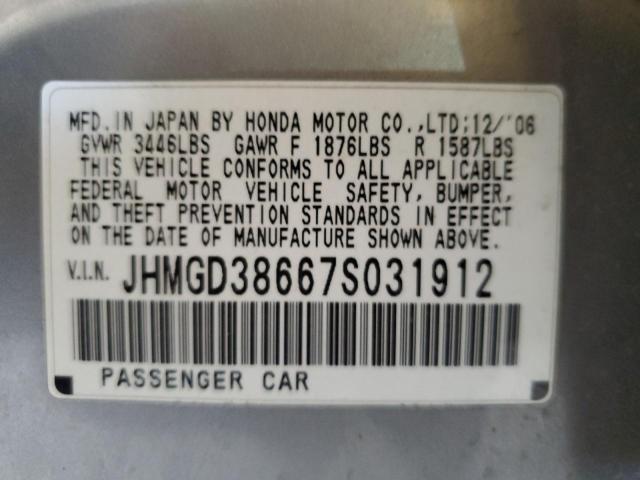 MFD. IN JAPAN BY HONDA MOTOR CO., LTD; 12/'06
GVWR 3446LBS GAWR F 1876LBS R 1587LBS
THIS VEHICLE CONFORMS TO ALL APPLICABLE
FEDERAL MOTOR VEHICLE SAFETY, BUMPER,
AND THEFT PREVENTION STANDARDS IN EFFECT
ON THE DATE OF MANUFACTURE SHOWN ABOVE.
V.I.N. JHMGD38667S031912
PASSENGER CAR